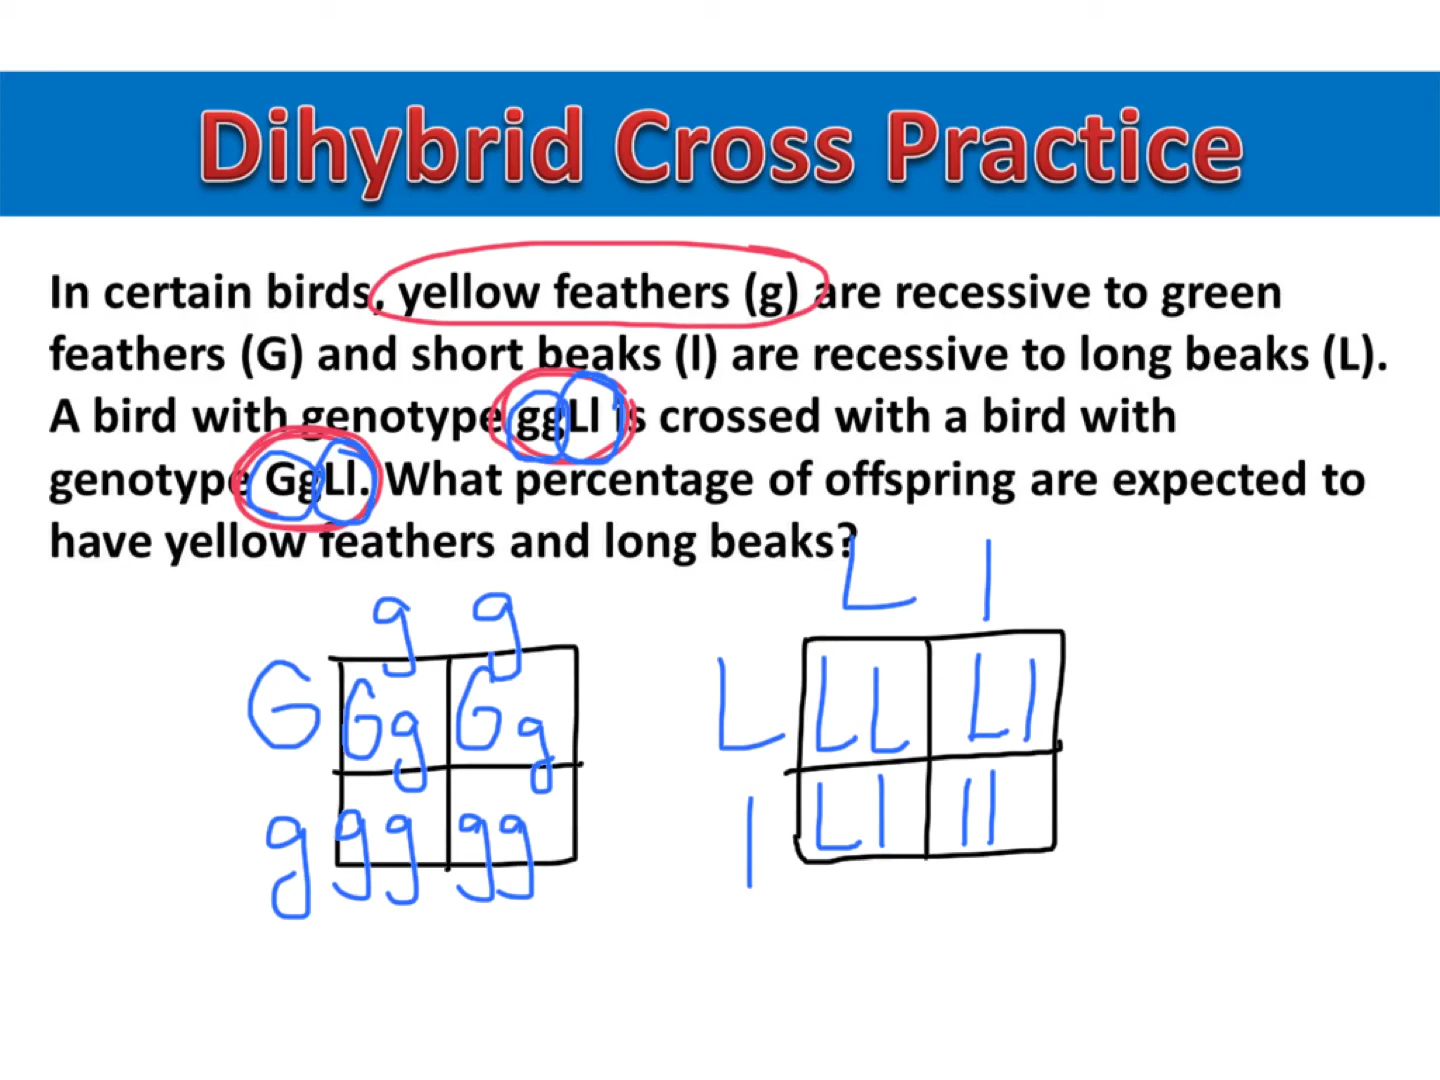 Dihybrid Cross Practice
In certain birds, yellow feathers (g) are recessive to green
feathers (G) and short beaks (l) are recessive to long beaks (L).
A bird with genotype ggLl is crossed with a bird with
genotype GgLl. What percentage of offspring are expected to
have yellow feathers and long beaks?
g g
G Gg Gg
g gg gg
L l
L LL Ll
l Ll ll